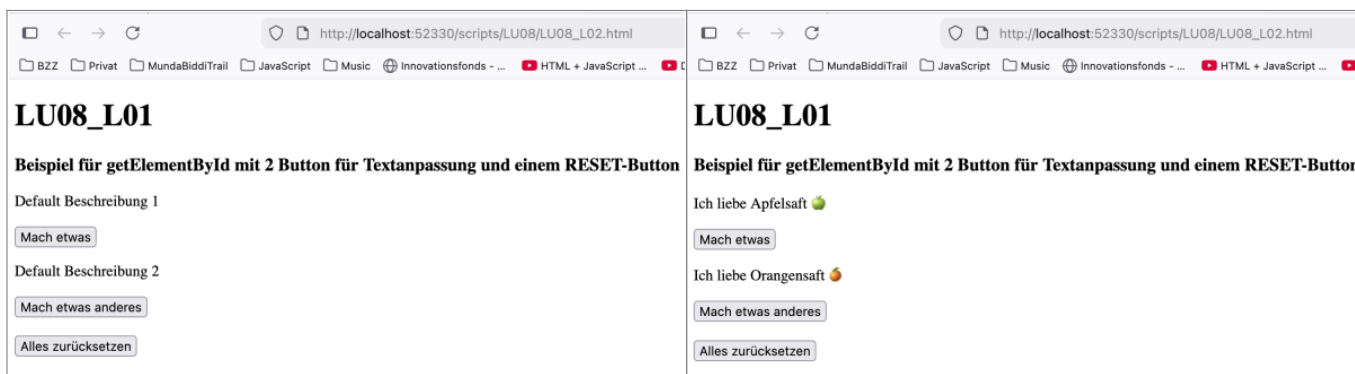 http://localhost:52330/scripts/LU08/LU08_L02.html
BZZ Privat MundaBiddiTrail JavaScript Music Innovationsfonds - ... HTML + JavaScript ...
LU08_L01
Beispiel für getElementById mit 2 Button für Textanpassung und einem RESET-Button
Default Beschreibung 1
Mach etwas
Default Beschreibung 2
Mach etwas anderes
Alles zurücksetzen
http://localhost:52330/scripts/LU08/LU08_L02.html
BZZ Privat MundaBiddiTrail JavaScript Music Innovationsfonds - ... HTML + JavaScript ...
LU08_L01
Beispiel für getElementById mit 2 Button für Textanpassung und einem RESET-Button
Ich liebe Apfelsaft 🍏
Mach etwas
Ich liebe Orangensaft 🍊
Mach etwas anderes
Alles zurücksetzen